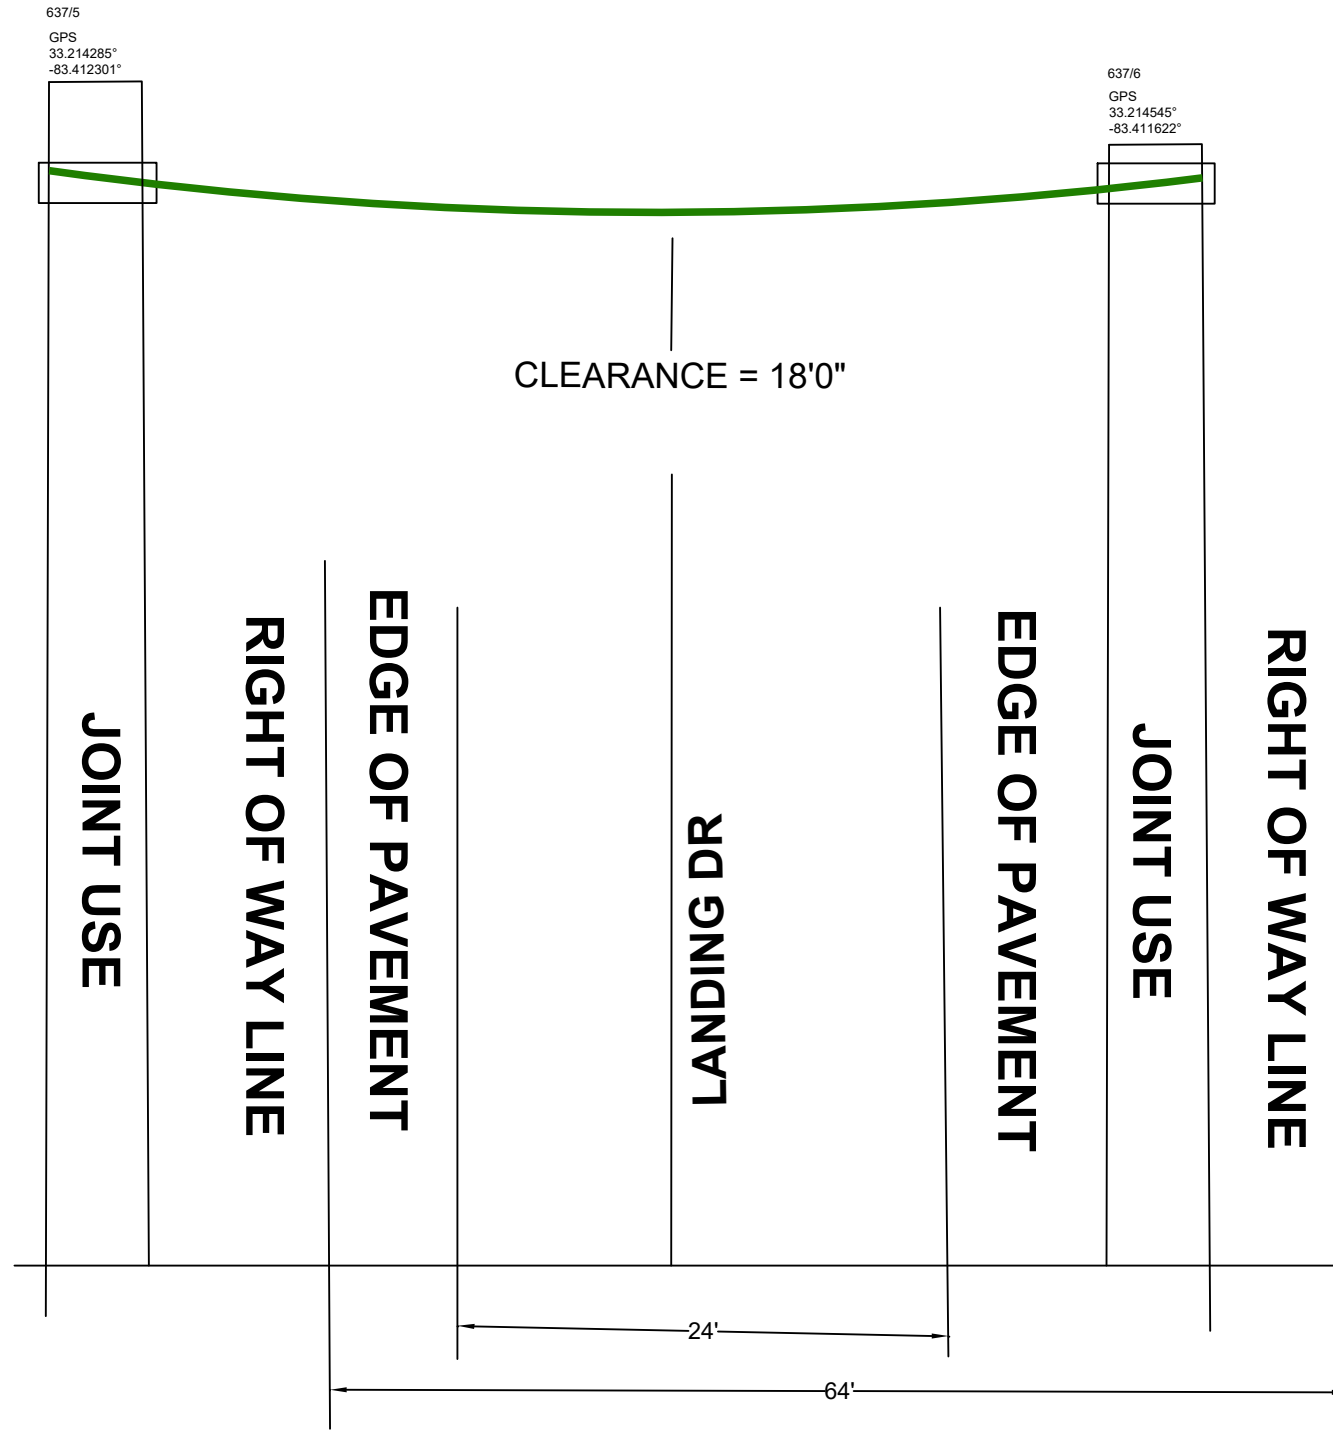 637/5
GPS
33.214285°
-83.412301°
637/6
GPS
33.214545°
-83.411622°
CLEARANCE = 18'0"
JOINT USE
RIGHT OF WAY LINE
EDGE OF PAVEMENT
LANDING DR
EDGE OF PAVEMENT
JOINT USE
RIGHT OF WAY LINE
24'
64'